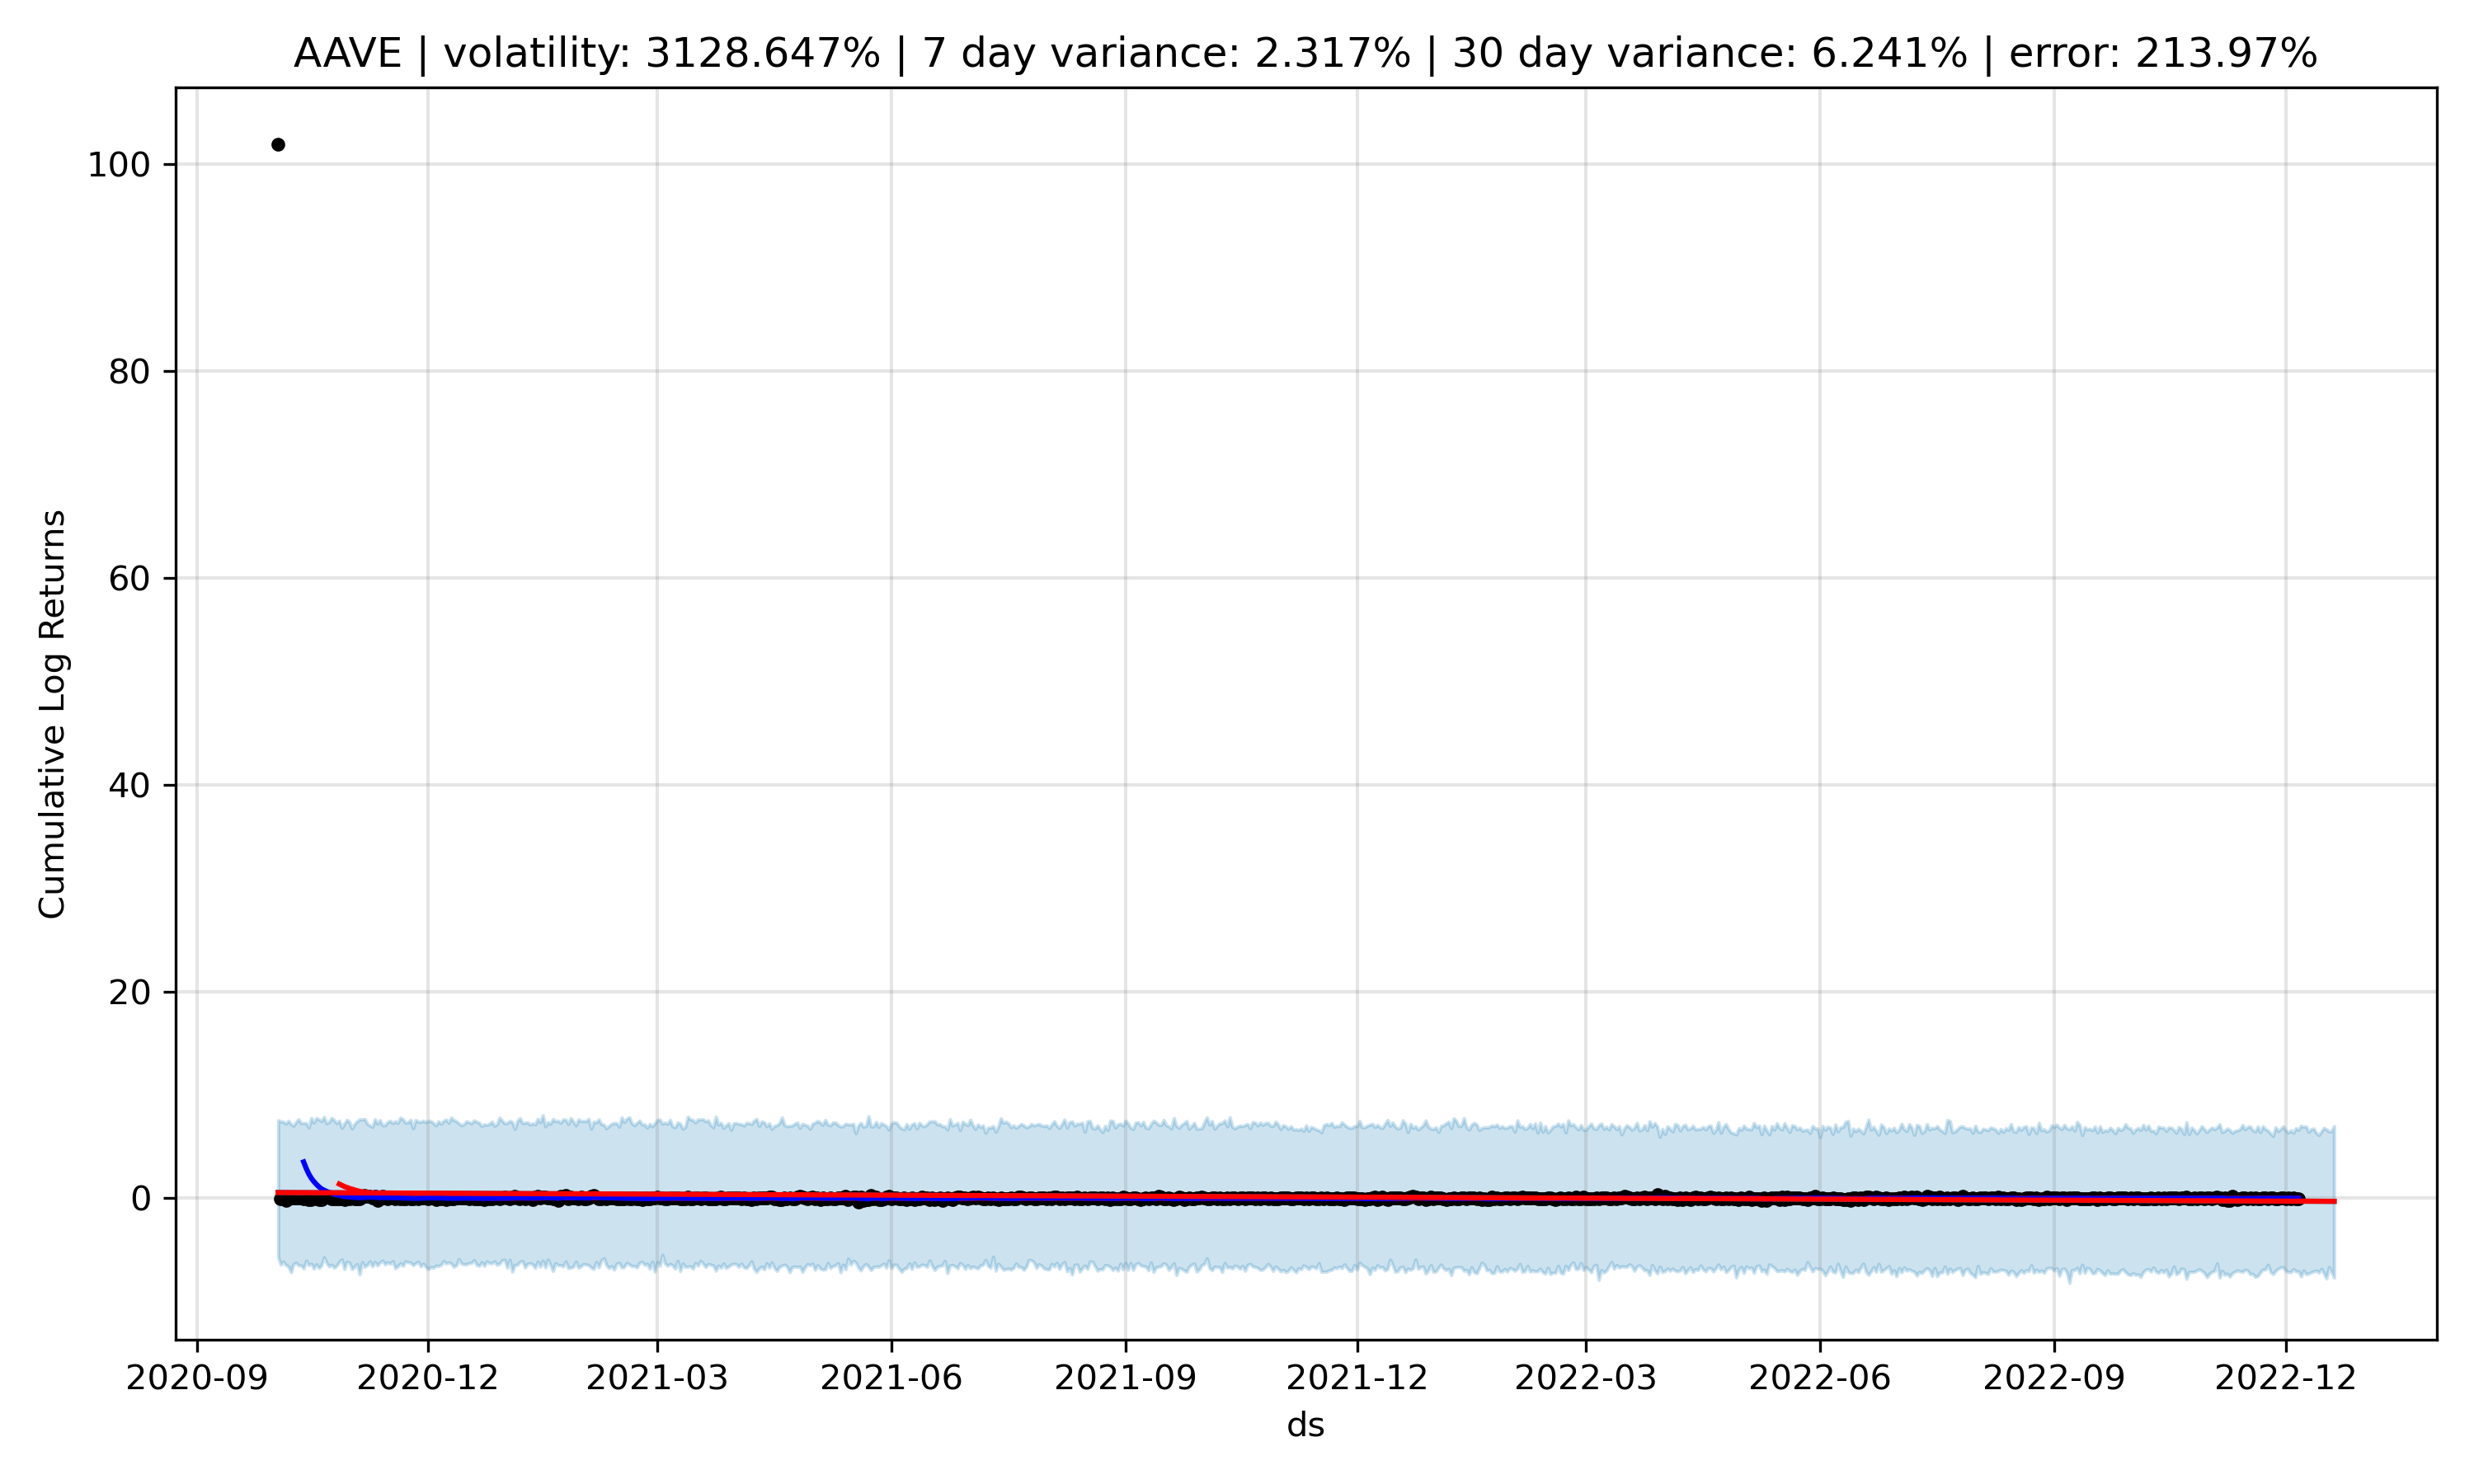 AAVE | volatility: 3128.647% | 7 day variance: 2.317% | 30 day variance: 6.241% | error: 213.97%
Cumulative Log Returns
100
80
60
40
20
0
2020-09 2020-12 2021-03 2021-06 2021-09 2021-12 2022-03 2022-06 2022-09 2022-12
ds